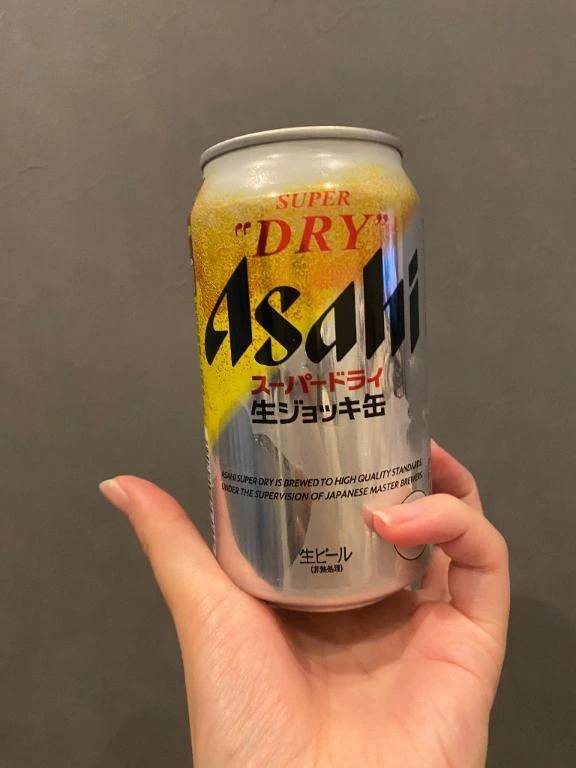 SUPER
"DRY"
Asahi
スーパードライ
生ジョッキ缶
ASAHI SUPER DRY IS BREWED TO HIGH QUALITY STANDARDS
UNDER THE SUPERVISION OF JAPANESE MASTER BREWERS
生ビール
(非熱処理)